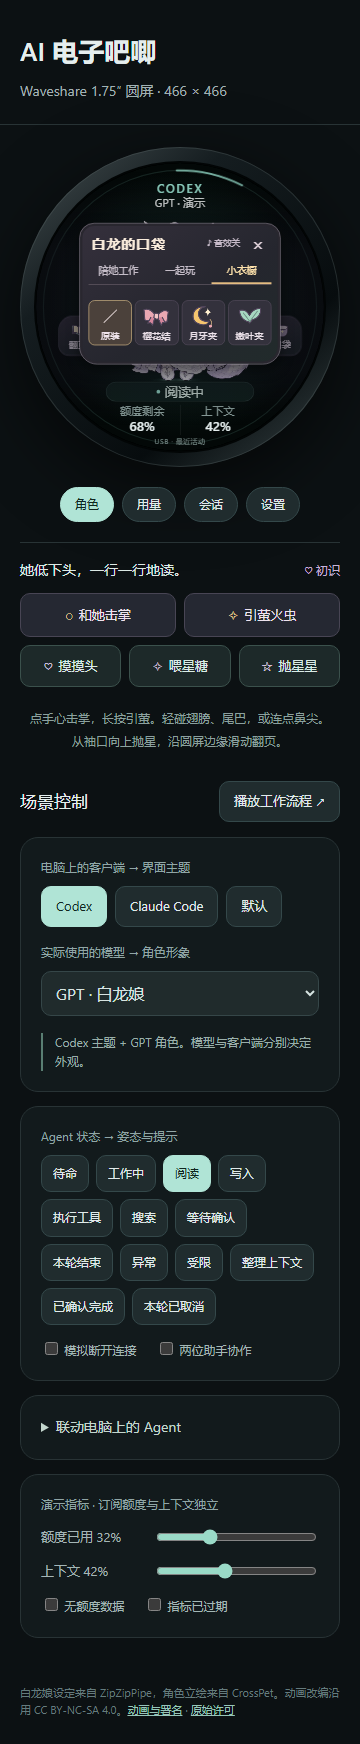 AI 电子吧唧
Waveshare 1.75″ 圆屏 · 466 × 466
CODEX
GPT · 演示
白龙的口袋
♪ 音效关
×
陪她工作
一起玩
小衣橱
原装
樱花结
月牙夹
嫩叶夹
• 阅读中
额度剩余
上下文
68%
42%
USB · 最近活动
角色
用量
会话
设置
她低下头，一行一行地读。
♡ 初识
○ 和她击掌
✧ 引萤火虫
♡ 摸摸头
✧ 喂星糖
☆ 抛星星
点手心击掌，长按引萤。轻碰翅膀、尾巴，或连点鼻尖。
从袖口向上抛星，沿圆屏边缘滑动翻页。
场景控制
播放工作流程 ↗
电脑上的客户端 → 界面主题
Codex
Claude Code
默认
实际使用的模型 → 角色形象
GPT · 白龙娘
Codex 主题 + GPT 角色。模型与客户端分别决定
外观。
Agent 状态 → 姿态与提示
待命
工作中
阅读
写入
执行工具
搜索
等待确认
本轮结束
异常
受限
整理上下文
已确认完成
本轮已取消
模拟断开连接
两位助手协作
▶ 联动电脑上的 Agent
演示指标 · 订阅额度与上下文独立
额度已用 32%
上下文 42%
无额度数据
指标已过期
白龙娘设定来自 ZipZipPipe，角色立绘来自 CrossPet。动画改编沿
用 CC BY-NC-SA 4.0。动画与署名 · 原始许可